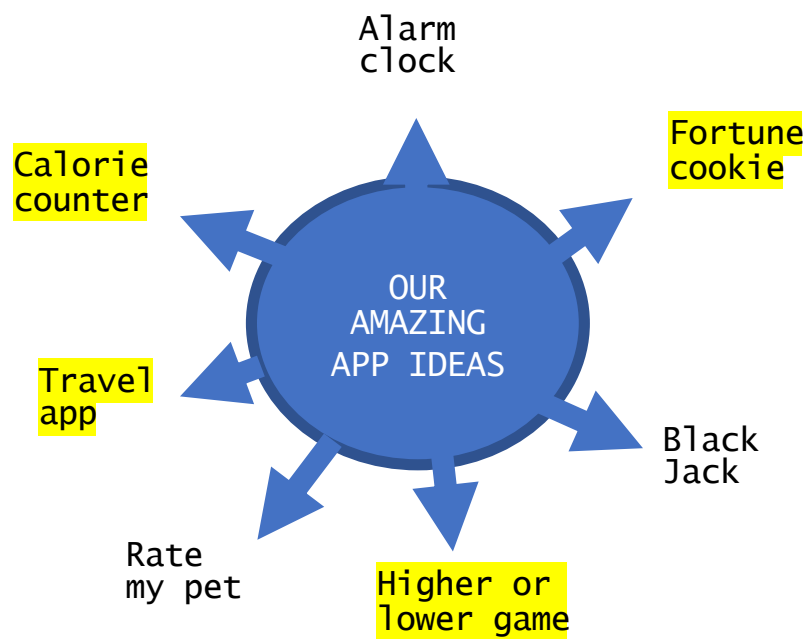 Alarm
clock
Fortune
cookie
Calorie
counter
OUR
AMAZING
APP IDEAS
Travel
app
Black
Jack
Rate
my pet
Higher or
lower game